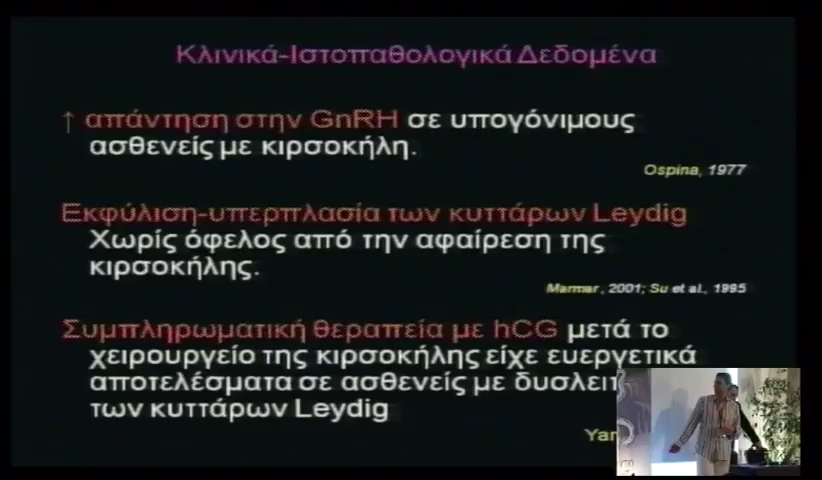 Κλινικά-Ιστοπαθολογικά Δεδομένα
↑ απάντηση στην GnRH σε υπογόνιμους
ασθενείς με κιρσοκήλη.
Ospina, 1977
Εκφύλιση-υπερπλασία των κυττάρων Leydig
Χωρίς όφελος από την αφαίρεση της
κιρσοκήλης.
Marmar, 2001; Su et al., 1995
Συμπληρωματική θεραπεία με hCG μετά το
χειρουργείο της κιρσοκήλης είχε ευεργετικά
αποτελέσματα σε ασθενείς με
των κυττάρων Leydig